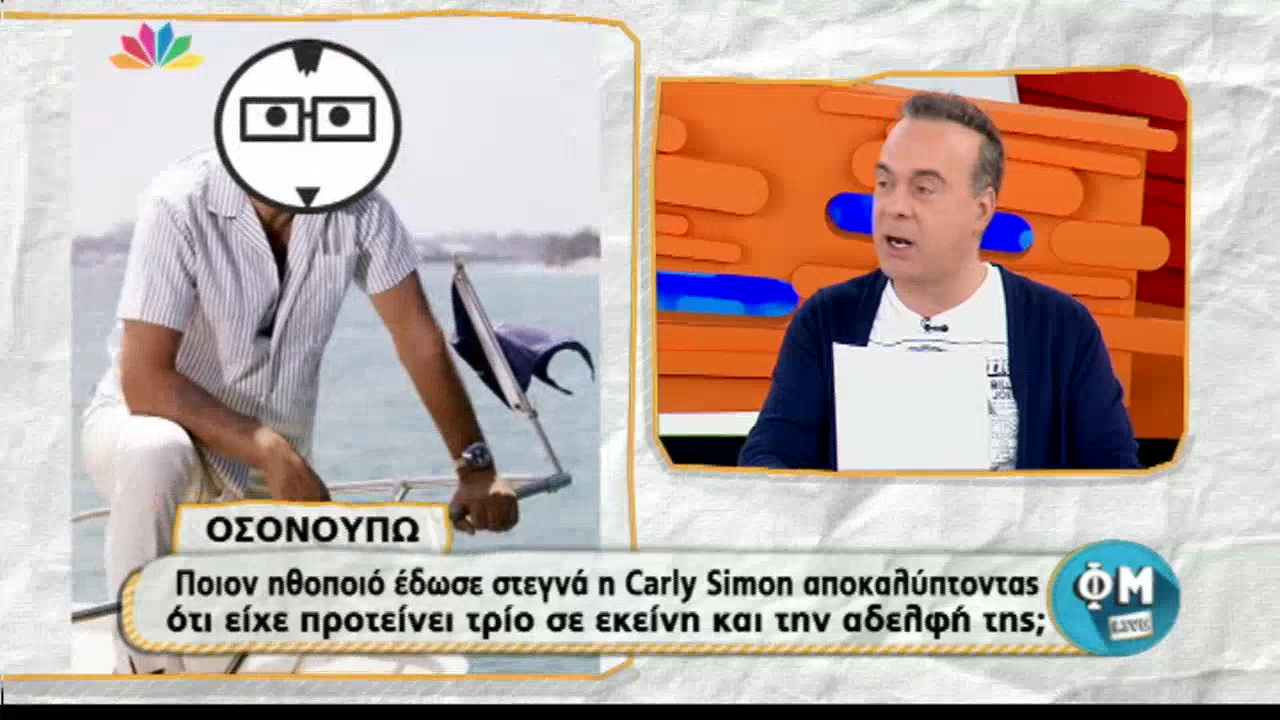 ΟΣΟΝΟΥΠΩ
Ποιον ηθοποιό έδωσε στεγνά η Carly Simon αποκαλύπτοντας
ότι είχε προτείνει τρίο σε εκείνη και την αδελφή της;
ΦΜ
LIVE